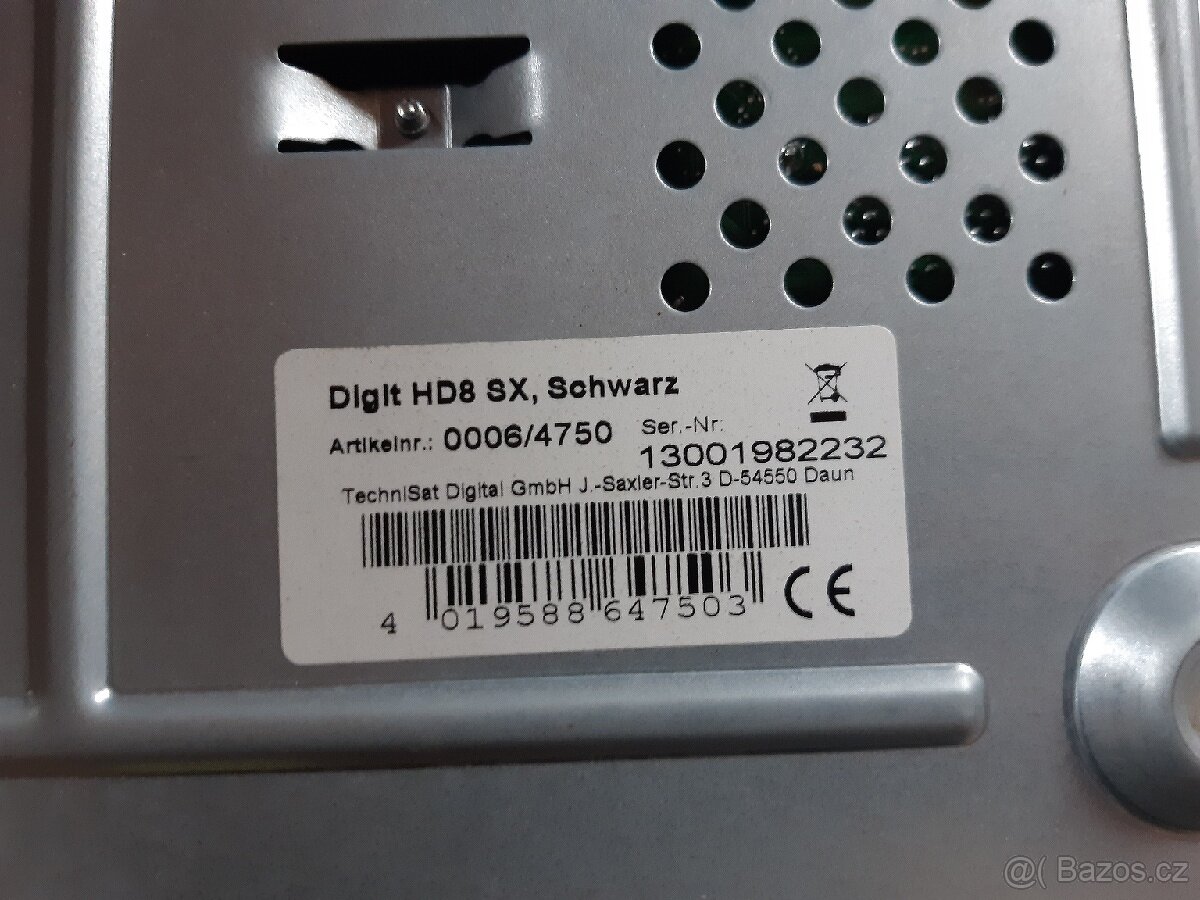 Digit HD8 SX, Schwarz
Artikelnr.: 0006/4750 Ser.-Nr:
13001982232
TechniSat Digital GmbH J.-Saxler-Str.3 D-54550 Daun
4 019588 647503 CE
@( Bazos.cz